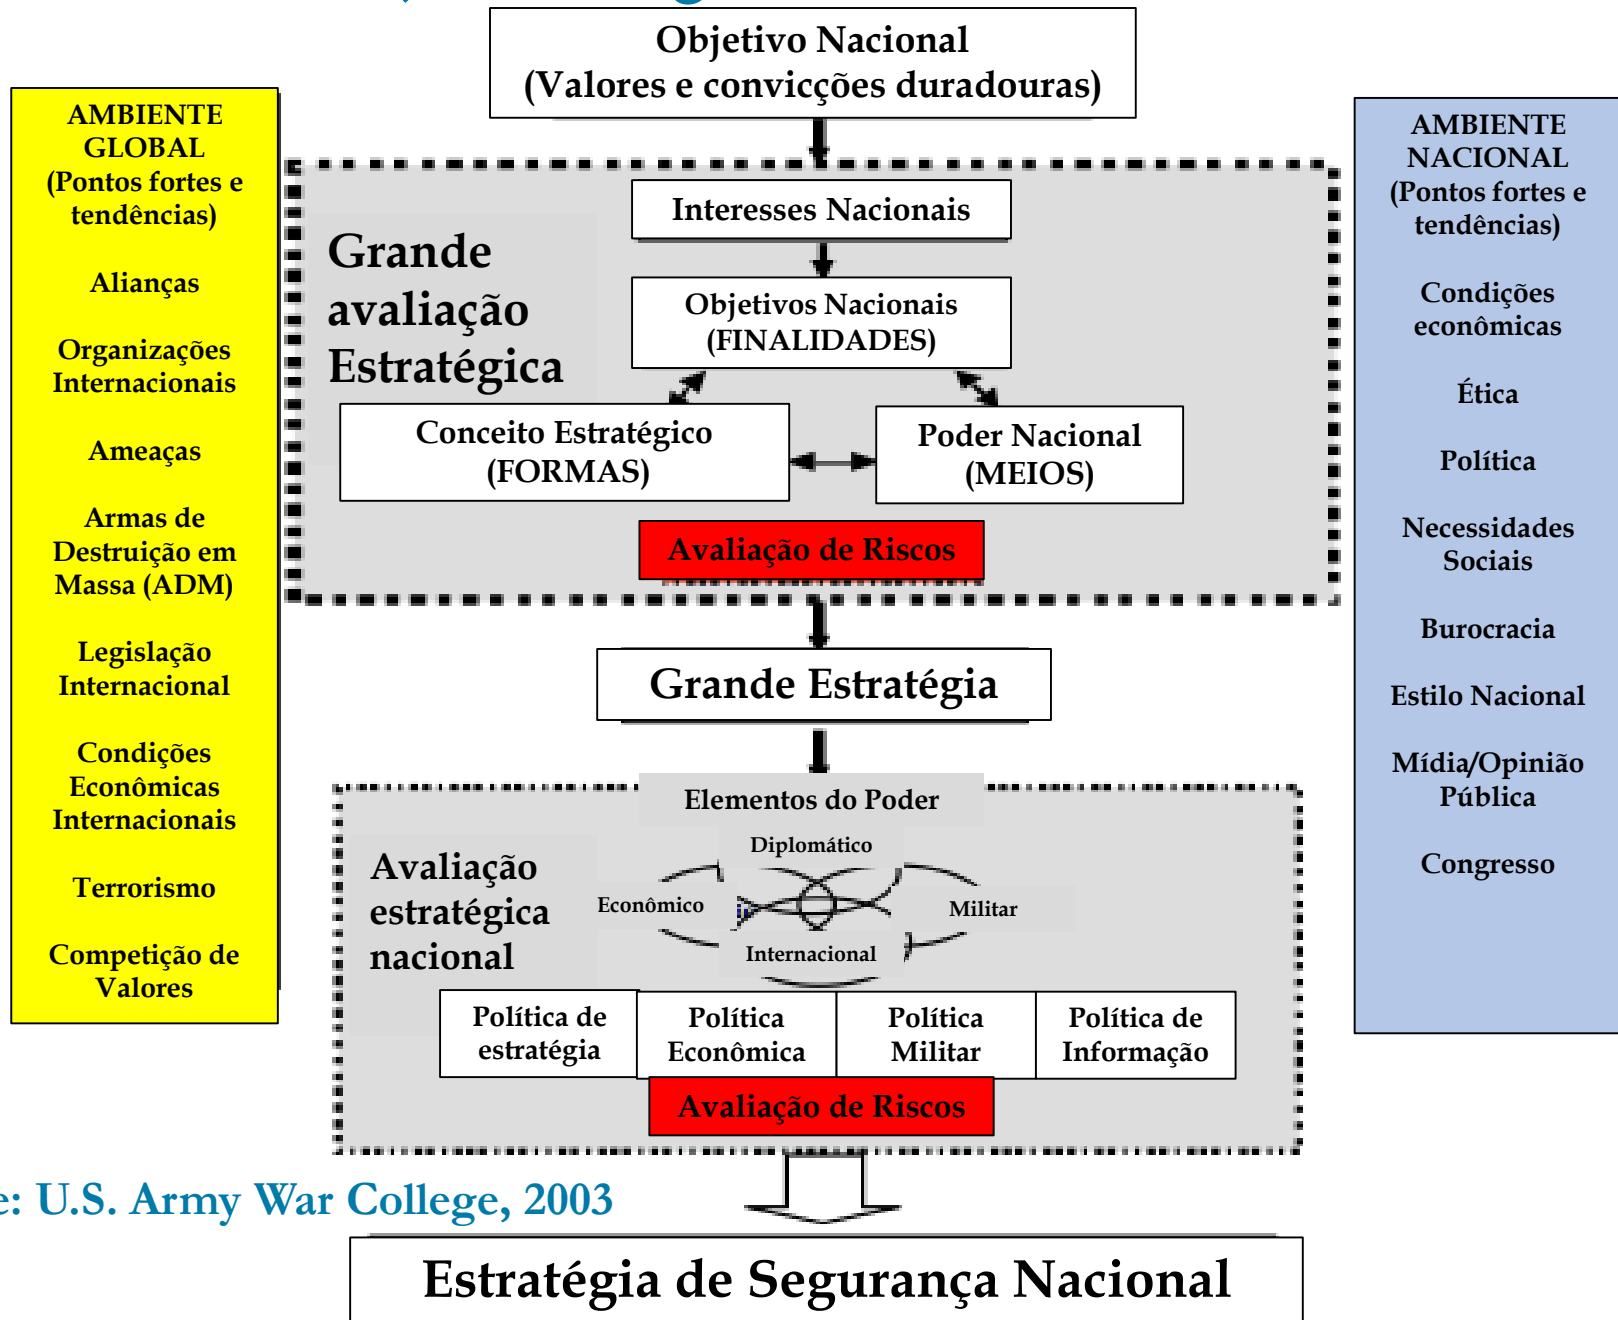 Objetivo Nacional
(Valores e convicções duradouras)
AMBIENTE
GLOBAL
(Pontos fortes e
tendências)
Alianças
Organizações
Internacionais
Ameaças
Armas de
Destruição em
Massa (ADM)
Legislação
Internacional
Condições
Econômicas
Internacionais
Terrorismo
Competição de
Valores
Grande
avaliação
Estratégica
Interesses Nacionais
Objetivos Nacionais
(FINALIDADES)
Conceito Estratégico
(FORMAS)
Poder Nacional
(MEIOS)
Avaliação de Riscos
Grande Estratégia
Elementos do Poder
Avaliação
estratégica
nacional
Diplomático
Econômico
Militar
Internacional
Política de
estratégia
Política
Econômica
Política
Militar
Política de
Informação
Avaliação de Riscos
AMBIENTE
NACIONAL
(Pontos fortes e
tendências)
Condições
econômicas
Ética
Política
Necessidades
Sociais
Burocracia
Estilo Nacional
Mídia/Opinião
Pública
Congresso
e: U.S. Army War College, 2003
Estratégia de Segurança Nacional